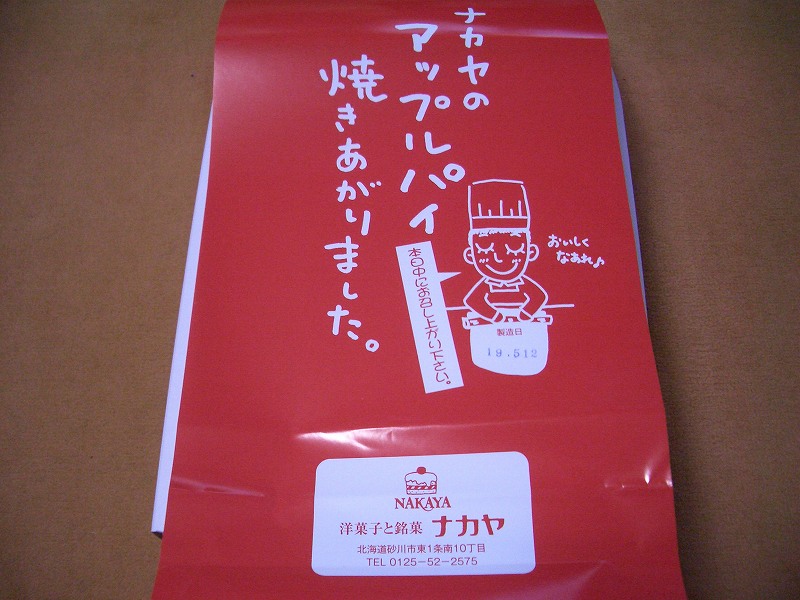 ナカヤの
アップルパイ
焼きあがりました。
おいしく
なあれ♪
本日中にお召し上がり下さい。
製造日
19.512
NAKAYA
洋菓子と銘菓 ナカヤ
北海道砂川市東1条南10丁目
TEL 0125-52-2575